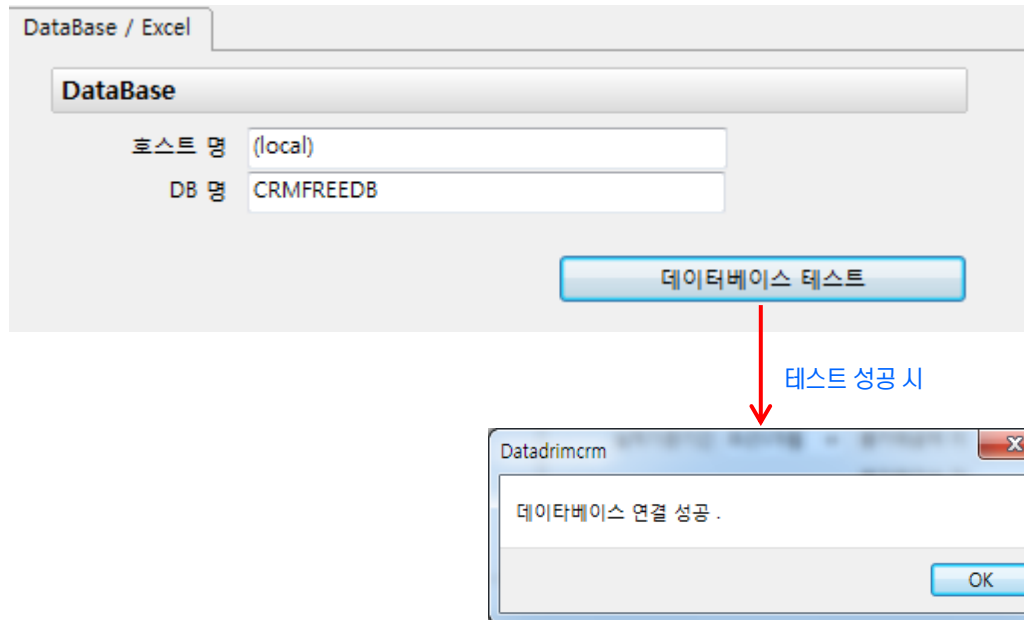 DataBase / Excel
DataBase
호스트 명 (local)
DB 명 CRMFREEDB
데이터베이스 테스트
테스트 성공 시
Datadrimcrm
X
데이타베이스 연결 성공 .
OK